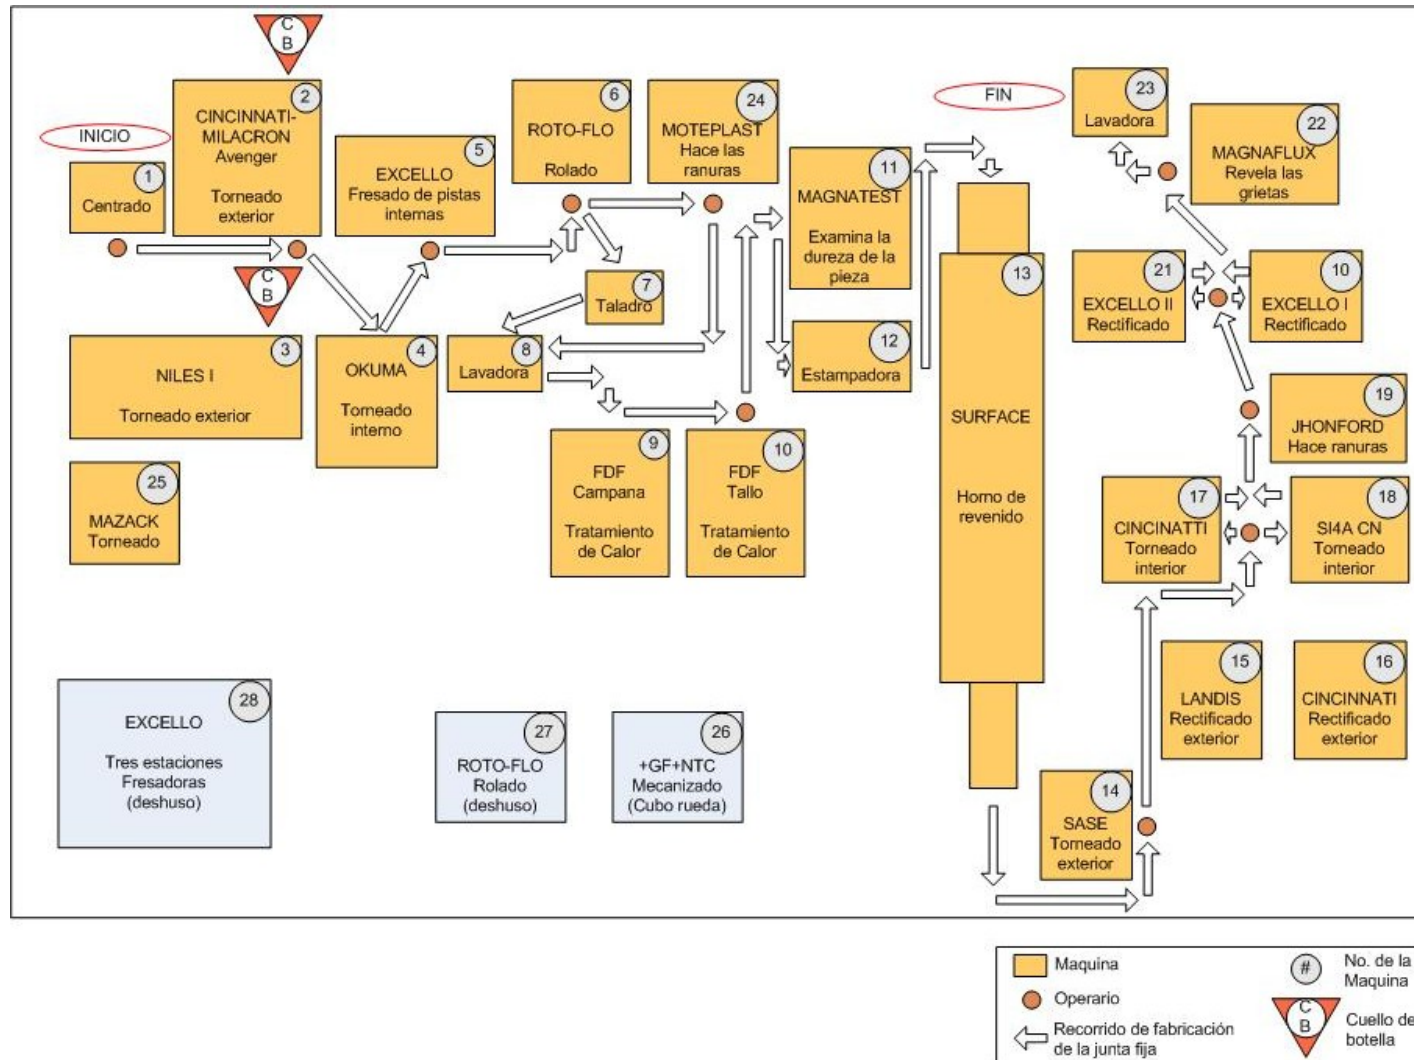 C
B
INICIO
1
Centrado
2
CINCINNATI-
MILACRON
Avenger
Torneado
exterior
C
B
3
NILES I
Torneado exterior
25
MAZACK
Torneado
4
OKUMA
Torneado
interno
5
EXCELLO
Fresado de pistas
internas
6
ROTO-FLO
Rolado
24
MOTEPLAST
Hace las
ranuras
7
Taladro
8
Lavadora
9
FDF
Campana
Tratamiento
de Calor
10
FDF
Tallo
Tratamiento
de Calor
11
MAGNATEST
Examina la
dureza de la
pieza
12
Estampadora
FIN
13
SURFACE
Horno de
revenido
23
Lavadora
22
MAGNAFLUX
Revela las
grietas
21
EXCELLO II
Rectificado
10
EXCELLO I
Rectificado
19
JHONFORD
Hace ranuras
17
CINCINATTI
Torneado
interior
18
SI4A CN
Torneado
interior
15
LANDIS
Rectificado
exterior
16
CINCINNATI
Rectificado
exterior
14
SASE
Torneado
exterior
28
EXCELLO
Tres estaciones
Fresadoras
(deshuso)
27
ROTO-FLO
Rolado
(deshuso)
26
+GF+NTC
Mecanizado
(Cubo rueda)
Maquina
Operario
Recorrido de fabricación
de la junta fija
#
No. de la
Maquina
C
B
Cuello de
botella